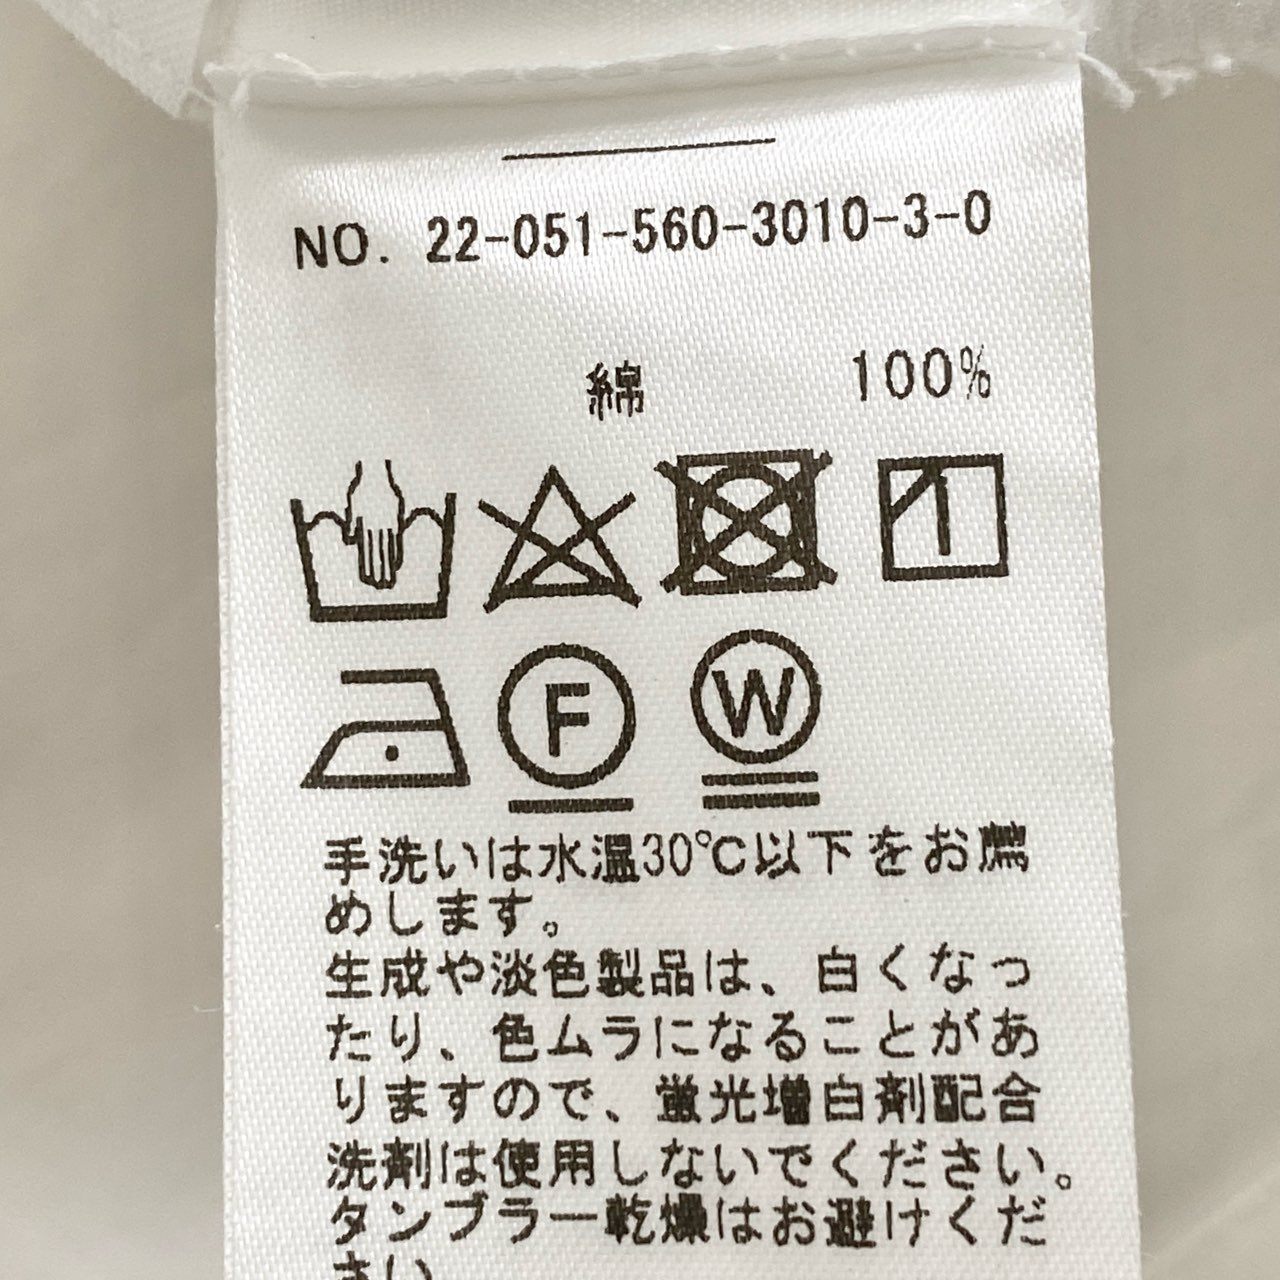 NO. 22-051-560-3010-3-0
綿 100%
F W
手洗いは水温30℃以下をお薦
めします。
生成や淡色製品は、白くなっ
たり、色ムラになることがあ
りますので、蛍光増白剤配合
洗剤は使用しないでください。
タンブラー乾燥はお避けくだ
さい